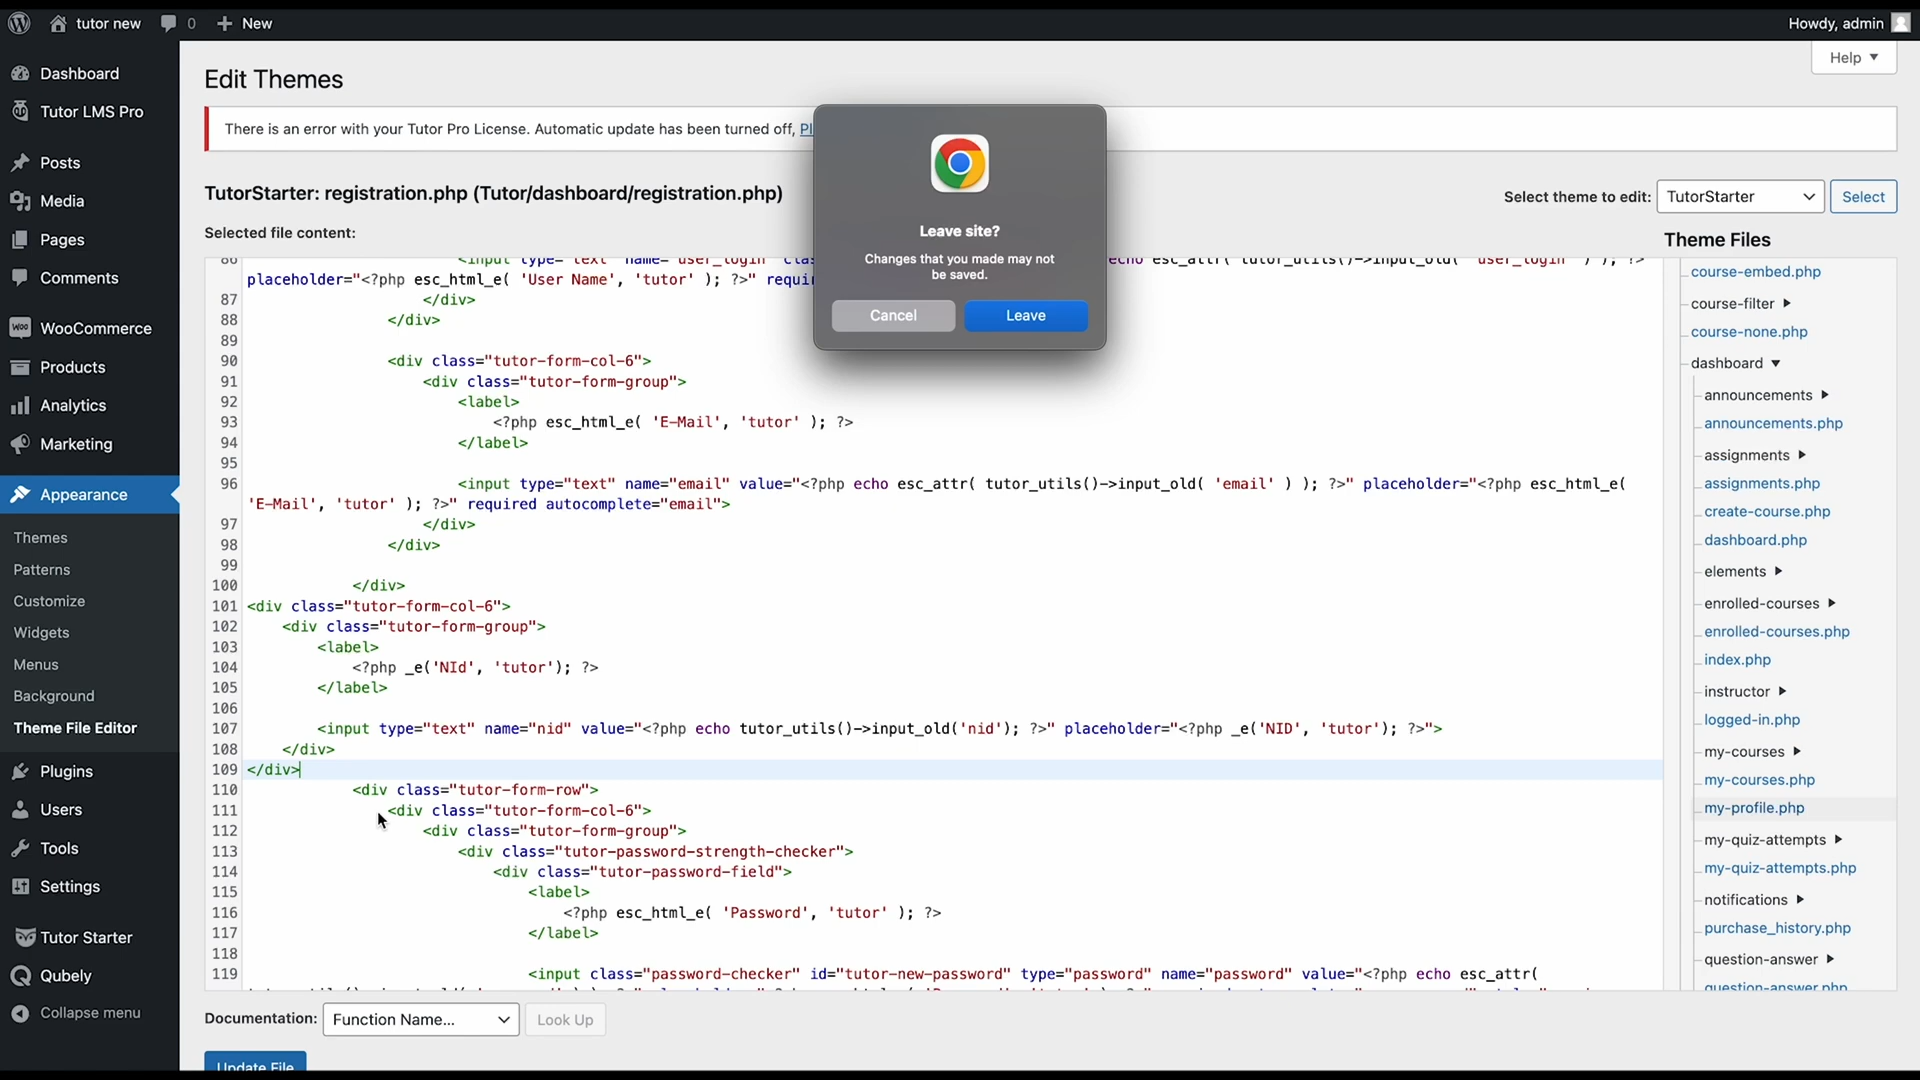 tutor new
0
New
Howdy, admin
Dashboard
Tutor LMS Pro
Posts
Media
Pages
Comments
WooCommerce
Products
Analytics
Marketing
Appearance
Themes
Patterns
Customize
Widgets
Menus
Background
Theme File Editor
Plugins
Users
Tools
Settings
Tutor Starter
Qubely
Collapse menu
Help
Edit Themes
There is an error with your Tutor Pro License. Automatic update has been turned off, Pl
Leave site?
Changes that you made may not
be saved.
Cancel
Leave
TutorStarter: registration.php (Tutor/dashboard/registration.php)
Select theme to edit:
TutorStarter
Select
Selected file content:
placeholder="<?php esc_html_e( 'User Name', 'tutor' ); ?>"
87 </div>
88 </div>
89
90 <div class="tutor-form-col-6">
91 <div class="tutor-form-group">
92 <label>
93 <?php esc_html_e( 'E-Mail', 'tutor' ); ?>
94 </label>
95
96 <input type="text" name="email" value="<?php echo esc_attr( tutor_utils()->input_old( 'email' ) ); ?>" placeholder="<?php esc_html_e(
'E-Mail', 'tutor' ); ?>" required autocomplete="email">
97 </div>
98 </div>
99
100 </div>
101 <div class="tutor-form-col-6">
102 <div class="tutor-form-group">
103 <label>
104 <?php _e('NId', 'tutor'); ?>
105 </label>
106
107 <input type="text" name="nid" value="<?php echo tutor_utils()->input_old('nid'); ?>" placeholder="<?php _e('NID', 'tutor'); ?>">
108 </div>
109 </div>
110 <div class="tutor-form-row">
111 <div class="tutor-form-col-6">
112 <div class="tutor-form-group">
113 <div class="tutor-password-strength-checker">
114 <div class="tutor-password-field">
115 <label>
116 <?php esc_html_e( 'Password', 'tutor' ); ?>
117 </label>
118
119 <input class="password-checker" id="tutor-new-password" type="password" name="password" value="<?php echo esc_attr(
Theme Files
course-embed.php
course-filter
course-none.php
dashboard
announcements
announcements.php
assignments
assignments.php
create-course.php
dashboard.php
elements
enrolled-courses
enrolled-courses.php
index.php
instructor
logged-in.php
my-courses
my-courses.php
my-profile.php
my-quiz-attempts
my-quiz-attempts.php
notifications
purchase_history.php
question-answer
question-answer.php
Documentation:
Function Name...
Look Up
Update File